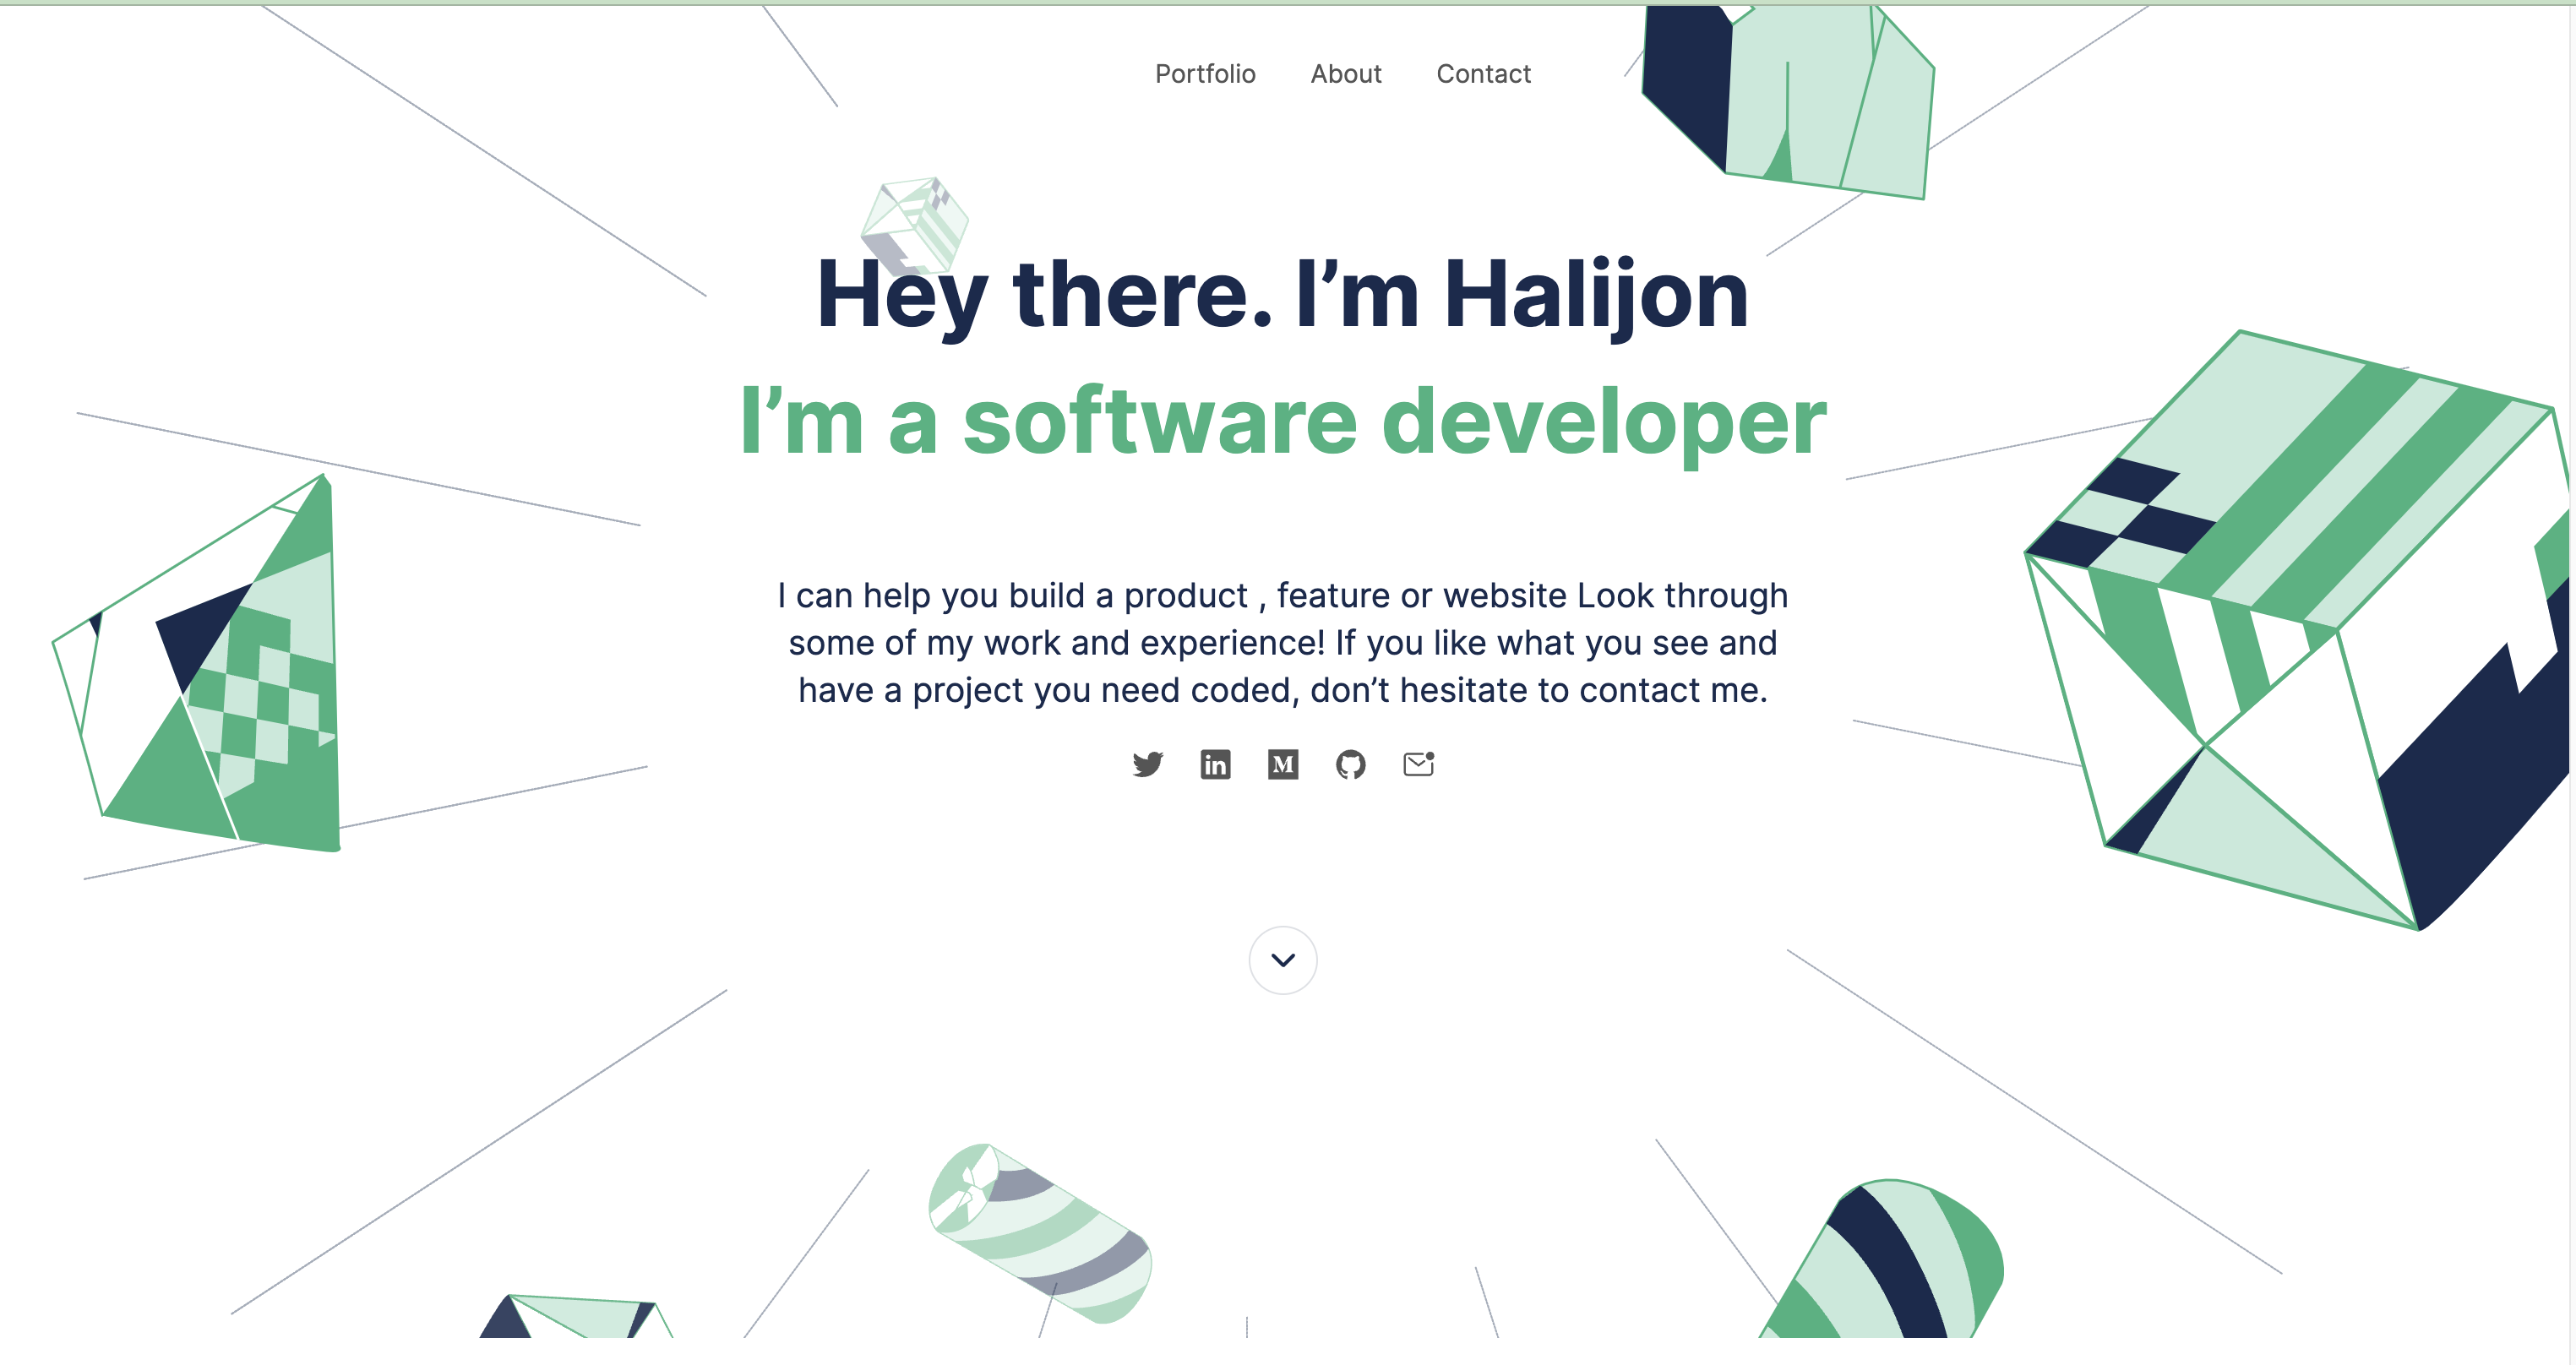 Portfolio About Contact
Hey there. I’m Halijon
I’m a software developer
I can help you build a product , feature or website Look through
some of my work and experience! If you like what you see and
have a project you need coded, don’t hesitate to contact me.
in M